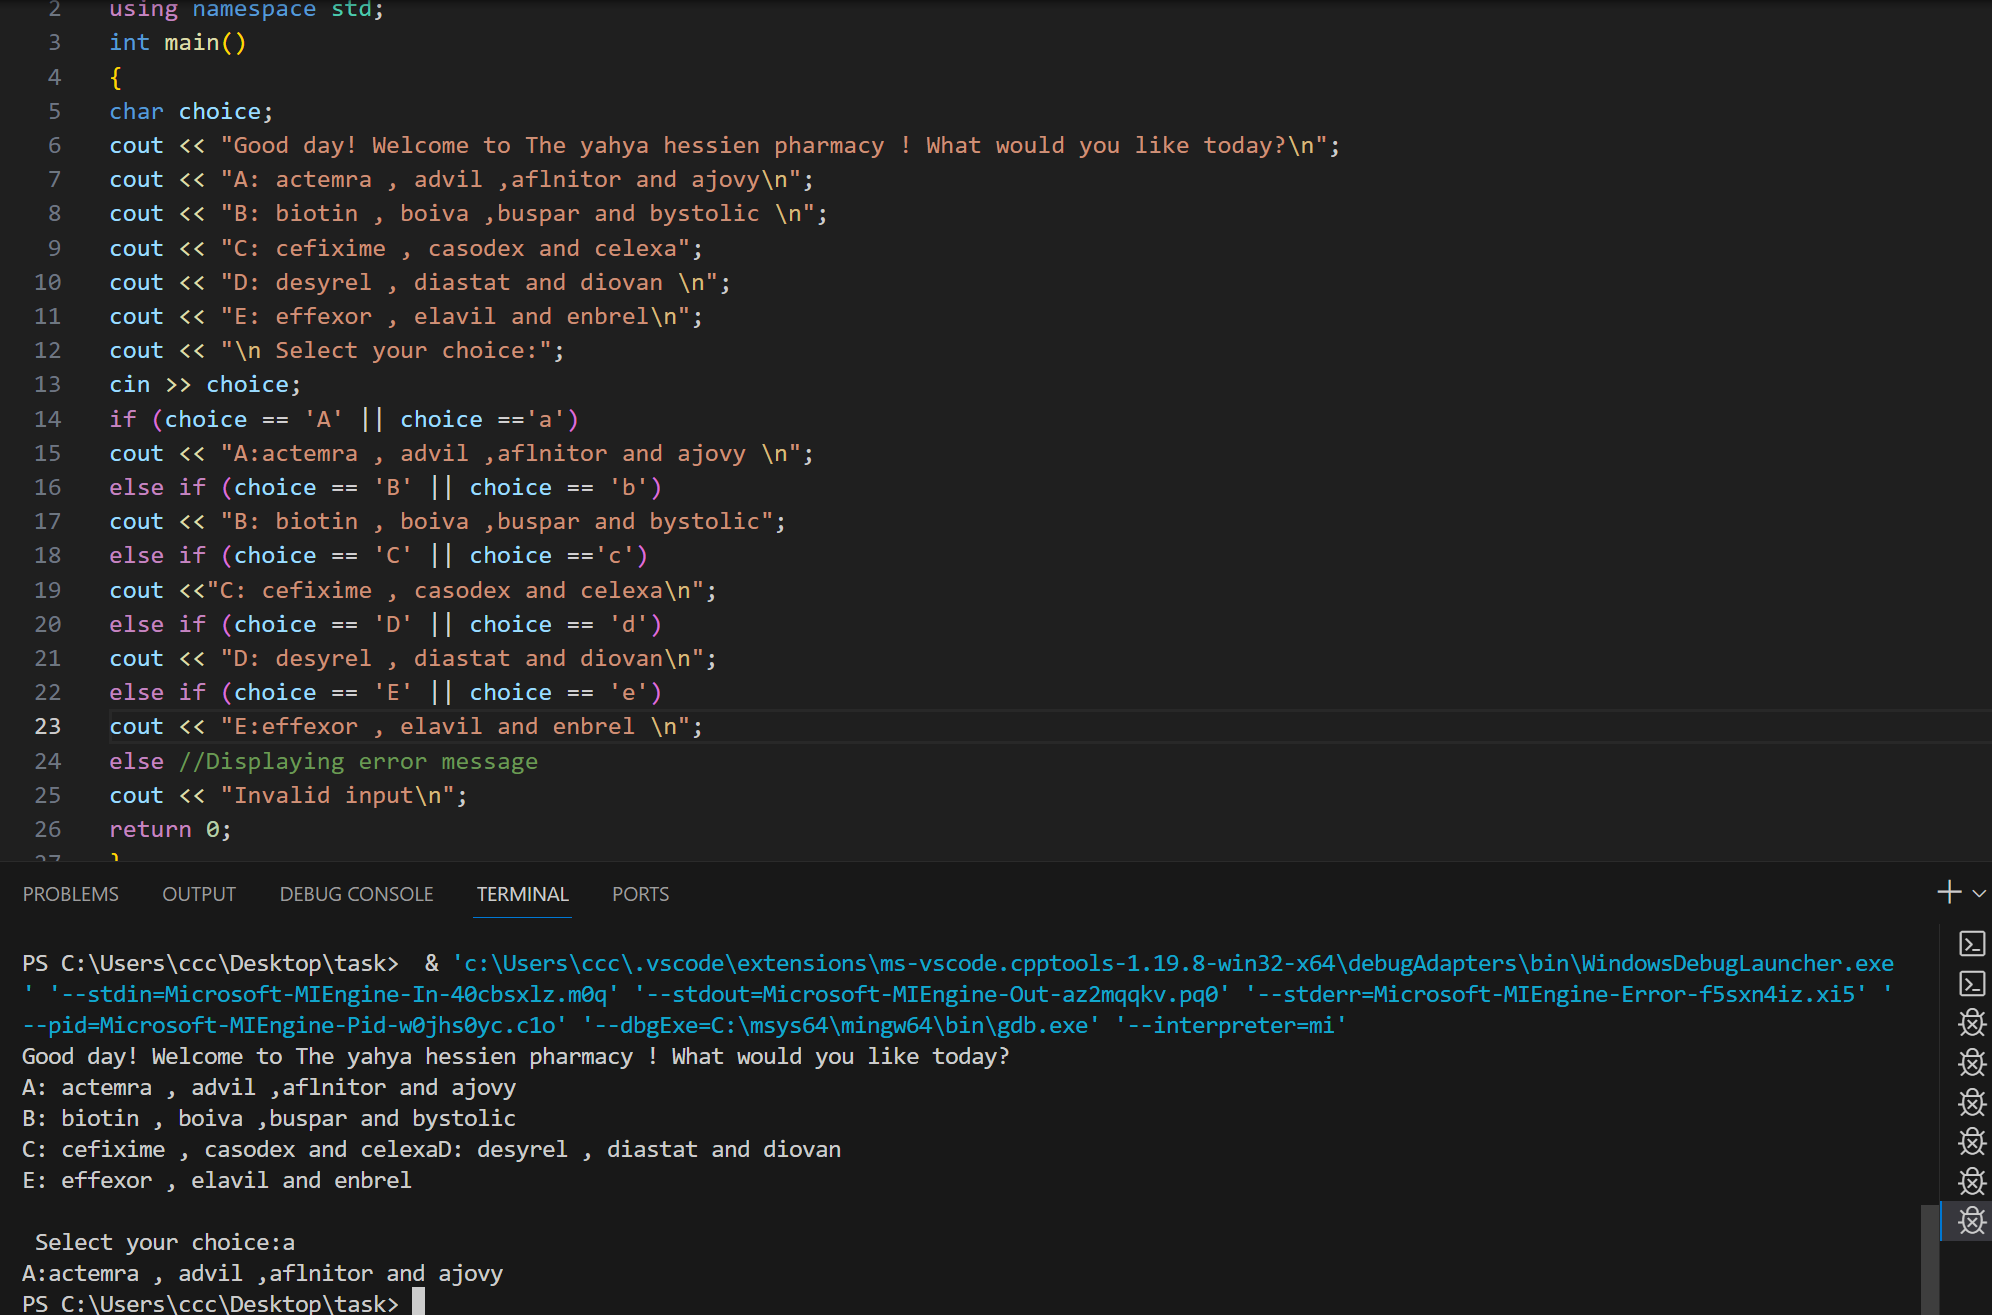 2 using namespace std;
3 int main()
4 {
5 char choice;
6 cout << "Good day! Welcome to The yahya hessien pharmacy ! What would you like today?\n";
7 cout << "A: actemra , advil ,aflnitor and ajovy\n";
8 cout << "B: biotin , boiva ,buspar and bystolic \n";
9 cout << "C: cefixime , casodex and celexa";
10 cout << "D: desyrel , diastat and diovan \n";
11 cout << "E: effexor , elavil and enbrel\n";
12 cout << "\n Select your choice:";
13 cin >> choice;
14 if (choice == 'A' || choice =='a')
15 cout << "A:actemra , advil ,aflnitor and ajovy \n";
16 else if (choice == 'B' || choice == 'b')
17 cout << "B: biotin , boiva ,buspar and bystolic";
18 else if (choice == 'C' || choice =='c')
19 cout <<"C: cefixime , casodex and celexa\n";
20 else if (choice == 'D' || choice == 'd')
21 cout << "D: desyrel , diastat and diovan\n";
22 else if (choice == 'E' || choice == 'e')
23 cout << "E:effexor , elavil and enbrel \n";
24 else //Displaying error message
25 cout << "Invalid input\n";
26 return 0;
27 }
PROBLEMS OUTPUT DEBUG CONSOLE TERMINAL PORTS
PS C:\Users\ccc\Desktop\task>  & 'c:\Users\ccc\.vscode\extensions\ms-vscode.cpptools-1.19.8-win32-x64\debugAdapters\bin\WindowsDebugLauncher.exe
' '--stdin=Microsoft-MIEngine-In-40cbsxlz.m0q' '--stdout=Microsoft-MIEngine-Out-az2mqqkv.pq0' '--stderr=Microsoft-MIEngine-Error-f5sxn4iz.xi5' '
--pid=Microsoft-MIEngine-Pid-w0jhs0yc.c1o' '--dbgExe=C:\msys64\mingw64\bin\gdb.exe' '--interpreter=mi'
Good day! Welcome to The yahya hessien pharmacy ! What would you like today?
A: actemra , advil ,aflnitor and ajovy
B: biotin , boiva ,buspar and bystolic
C: cefixime , casodex and celexaD: desyrel , diastat and diovan
E: effexor , elavil and enbrel
Select your choice:a
A:actemra , advil ,aflnitor and ajovy
PS C:\Users\ccc\Desktop\task>